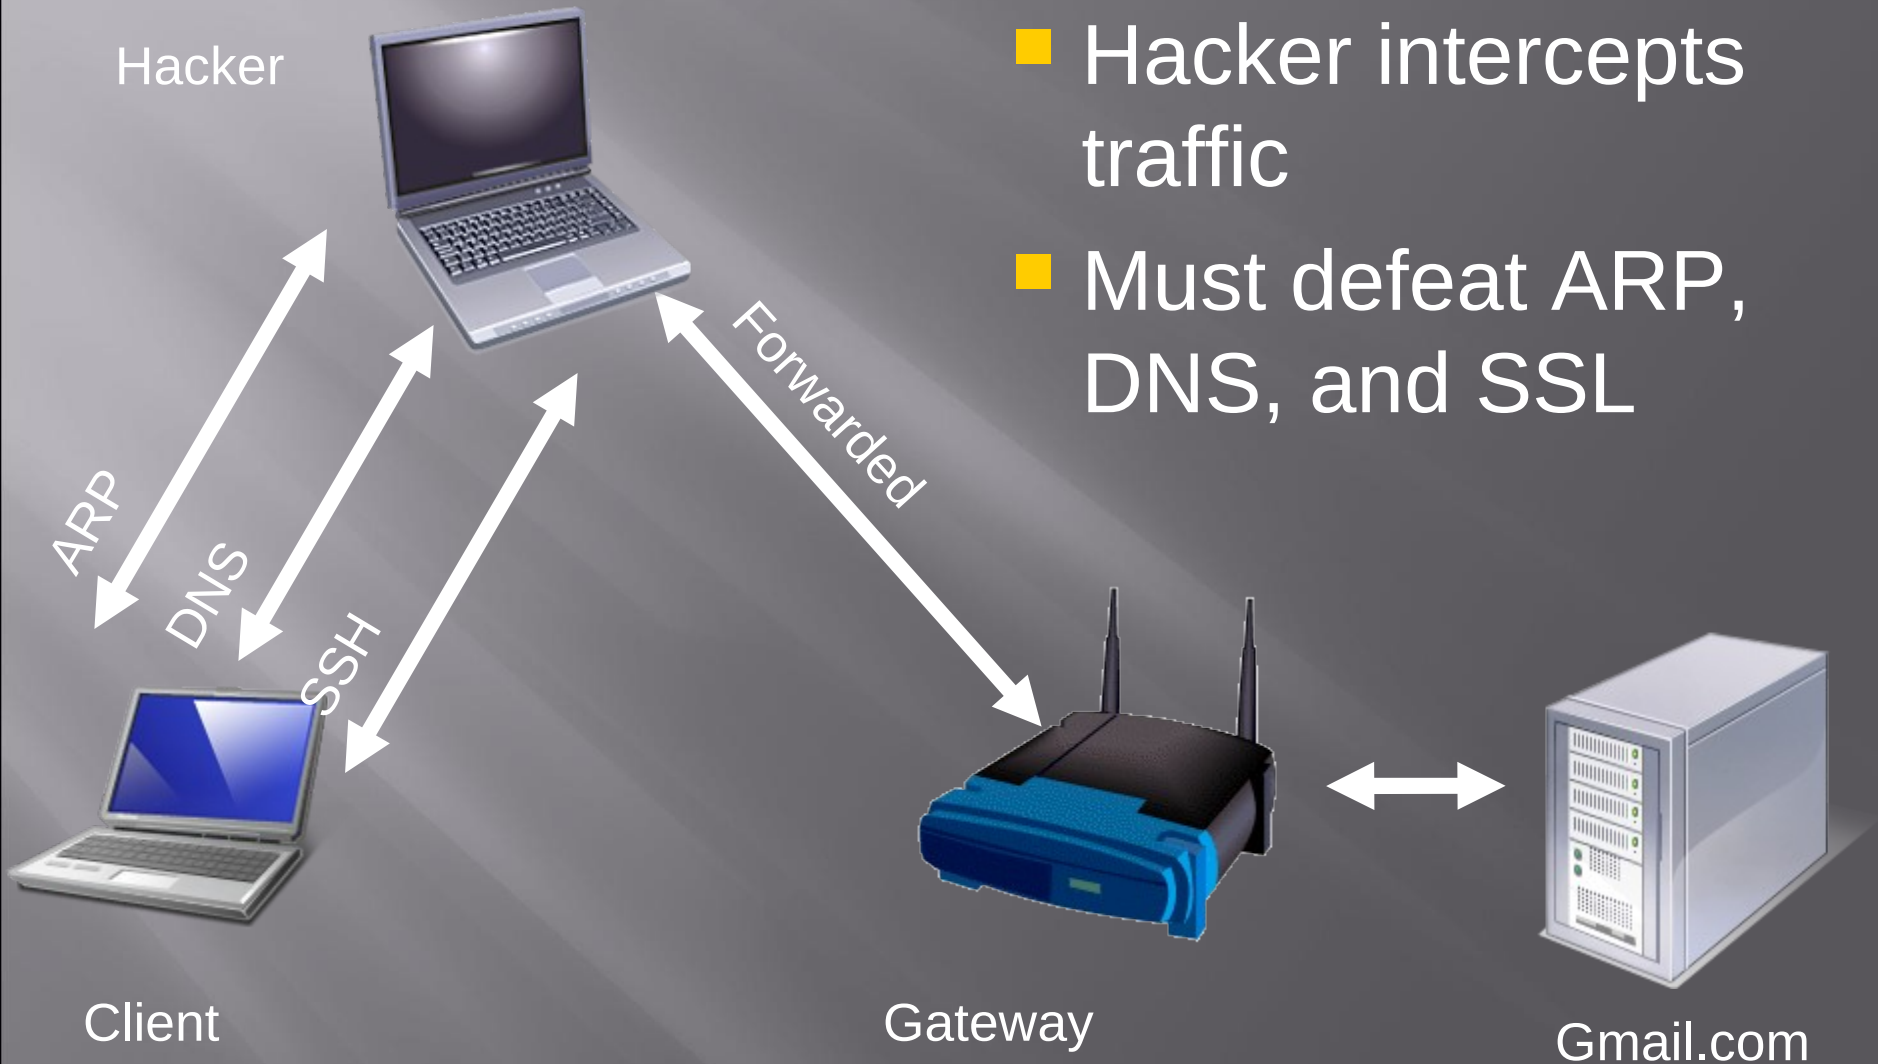 Hacker
Hacker intercepts
traffic
Must defeat ARP,
DNS, and SSL
Forwarded
ARP
DNS
SSH
Client
Gateway
Gmail.com